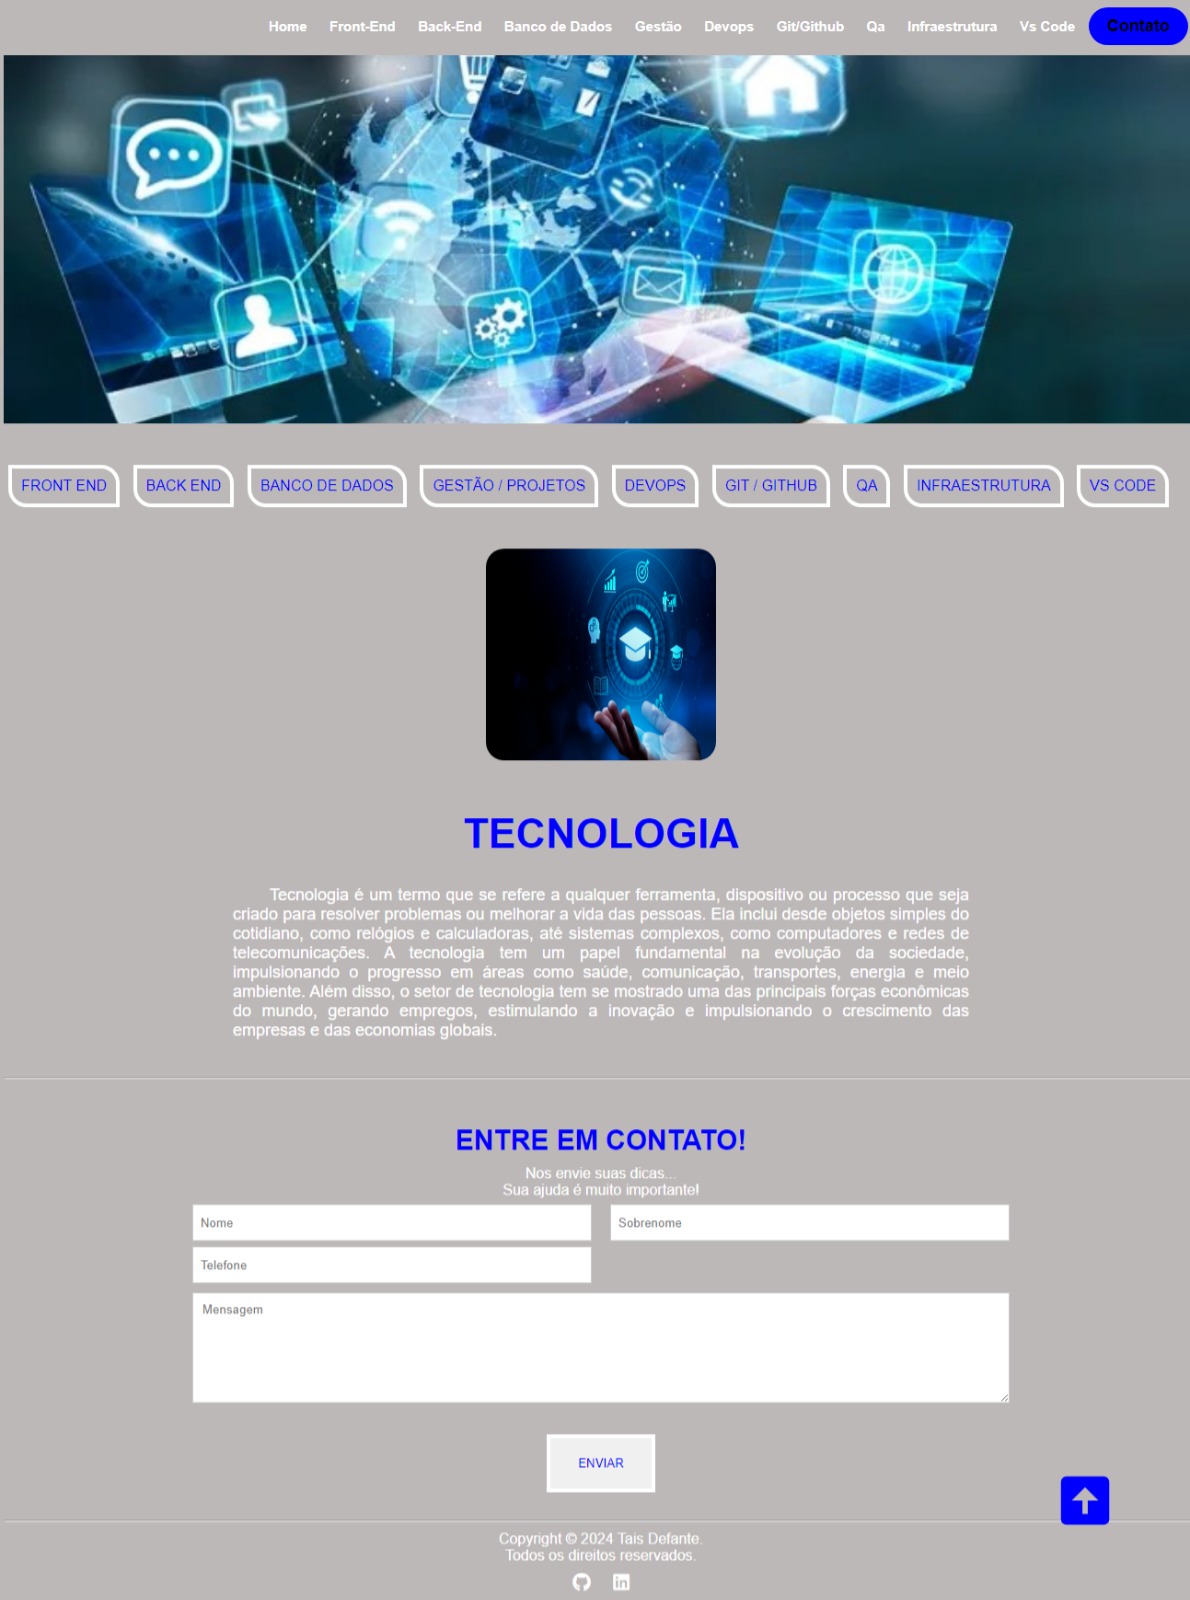 Home Front-End Back-End Banco de Dados Gestão Devops Git/Github Qa Infraestrutura Vs Code Contato
FRONT END BACK END BANCO DE DADOS GESTÃO / PROJETOS DEVOPS GIT / GITHUB QA INFRAESTRUTURA VS CODE
TECNOLOGIA
Tecnologia é um termo que se refere a qualquer ferramenta, dispositivo ou processo que seja
criado para resolver problemas ou melhorar a vida das pessoas. Ela inclui desde objetos simples do
cotidiano, como relógios e calculadoras, até sistemas complexos, como computadores e redes de
telecomunicações. A tecnologia tem um papel fundamental na evolução da sociedade,
impulsionando o progresso em áreas como saúde, comunicação, transportes, energia e meio
ambiente. Além disso, o setor de tecnologia tem se mostrado uma das principais forças econômicas
do mundo, gerando empregos, estimulando a inovação e impulsionando o crescimento das
empresas e das economias globais.
ENTRE EM CONTATO!
Nos envie suas dicas...
Sua ajuda é muito importante!
Nome Sobrenome
Telefone
Mensagem
ENVIAR
Copyright © 2024 Tais Defante.
Todos os direitos reservados.